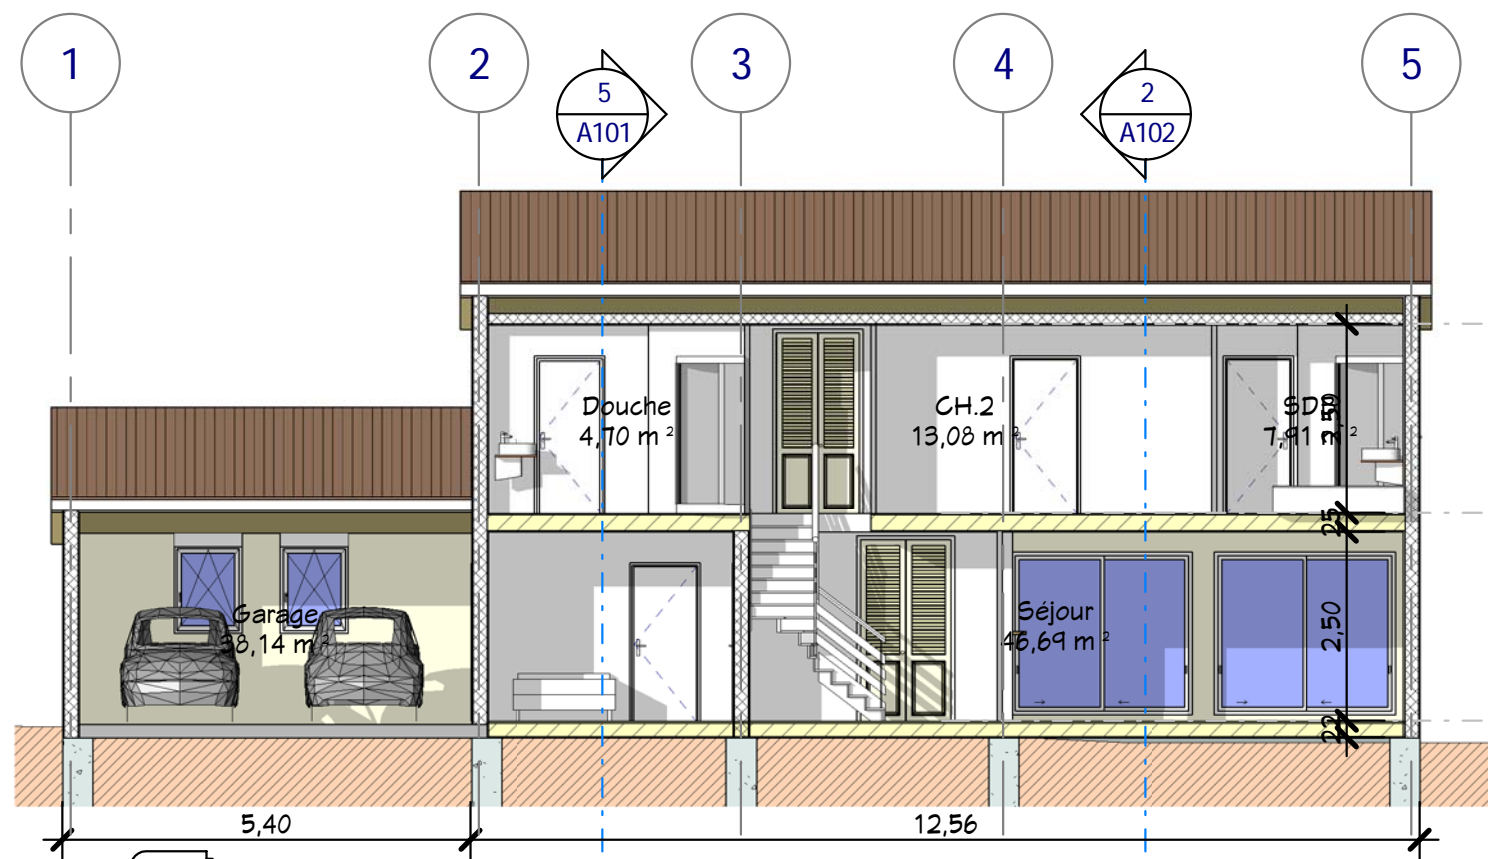 1
2
3
4
5
5
A101
2
A102
Douche
4,70 m²
CH.2
13,08 m²
SDB
7,91 m²
2,50
25
Garage
38,14 m²
Séjour
46,69 m²
2,50
22
5,40
12,56